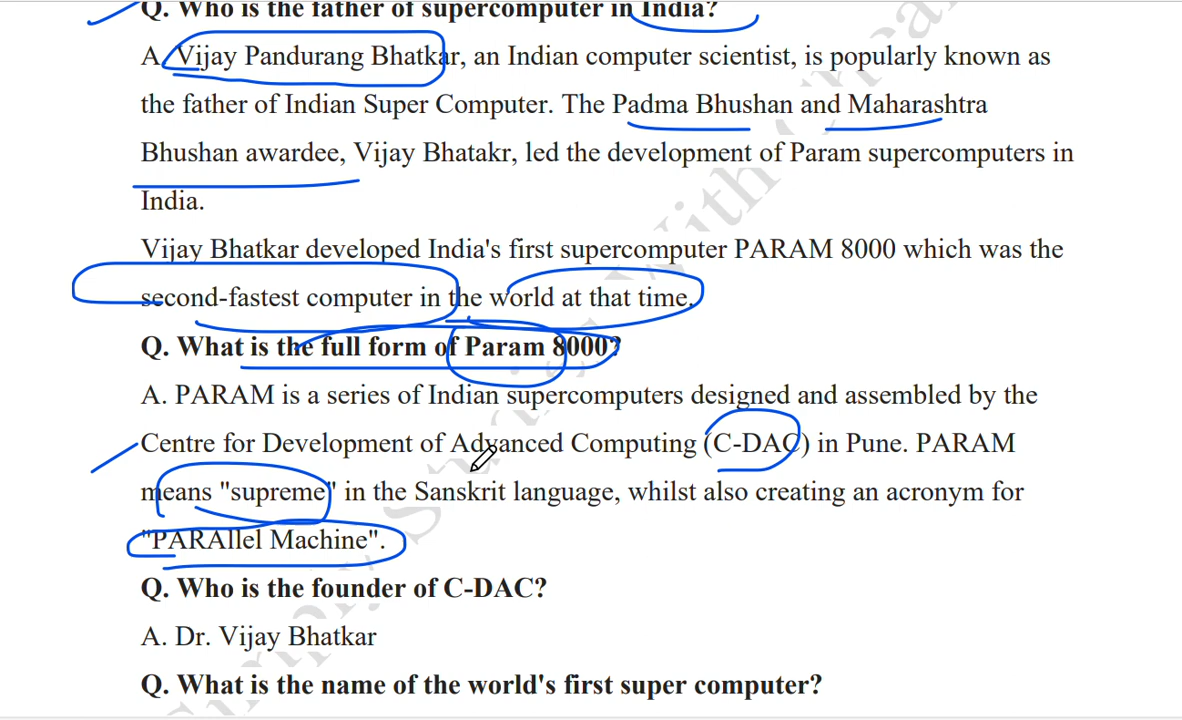 Q. Who is the father of supercomputer in India?
A. Vijay Pandurang Bhatkar, an Indian computer scientist, is popularly known as
the father of Indian Super Computer. The Padma Bhushan and Maharashtra
Bhushan awardee, Vijay Bhatakr, led the development of Param supercomputers in
India.
Vijay Bhatkar developed India's first supercomputer PARAM 8000 which was the
second-fastest computer in the world at that time.
Q. What is the full form of Param 8000?
A. PARAM is a series of Indian supercomputers designed and assembled by the
Centre for Development of Advanced Computing (C-DAC) in Pune. PARAM
means "supreme" in the Sanskrit language, whilst also creating an acronym for
"PARAllel Machine".
Q. Who is the founder of C-DAC?
A. Dr. Vijay Bhatkar
Q. What is the name of the world's first super computer?